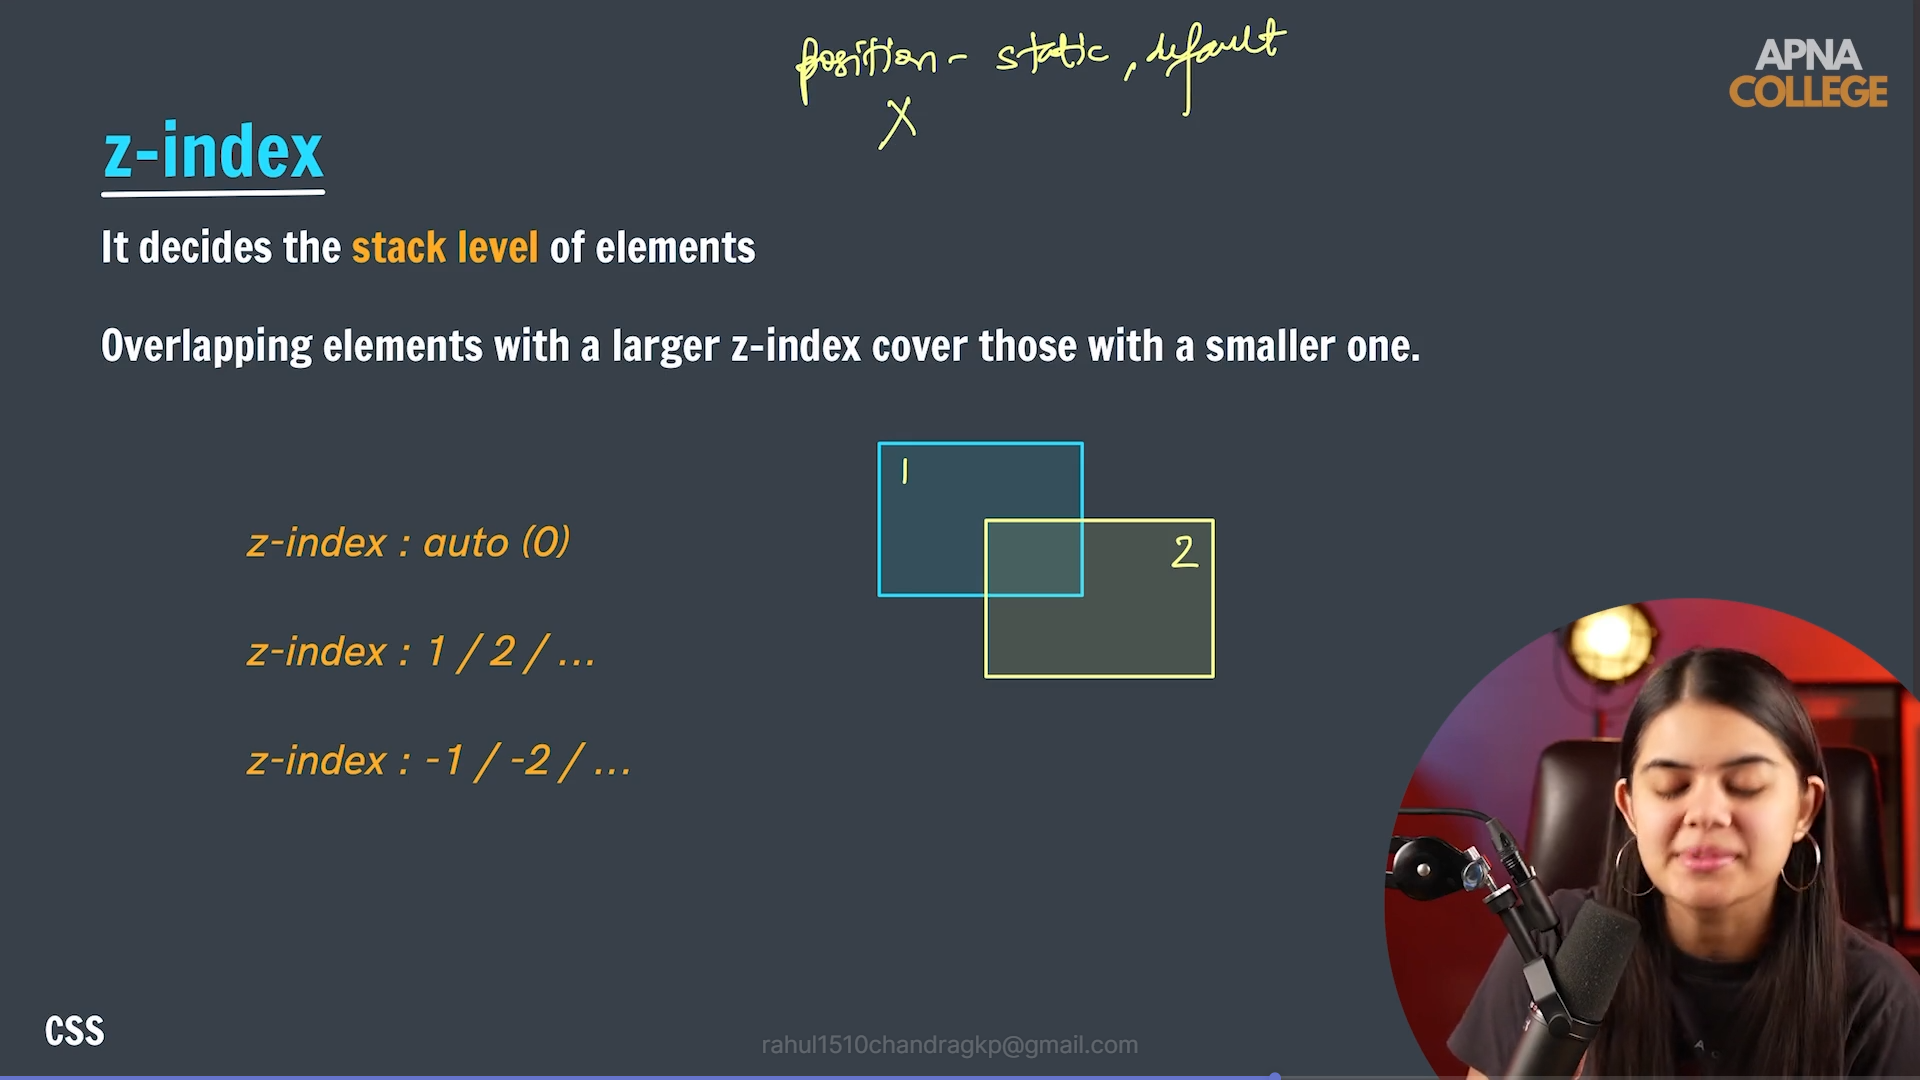 position - static, default
X
APNA
COLLEGE
z-index
It decides the stack level of elements
Overlapping elements with a larger z-index cover those with a smaller one.
1
2
z-index : auto (0)
z-index : 1 / 2 / ...
z-index : -1 / -2 / ...
CSS
rahul1510chandragkp@gmail.com